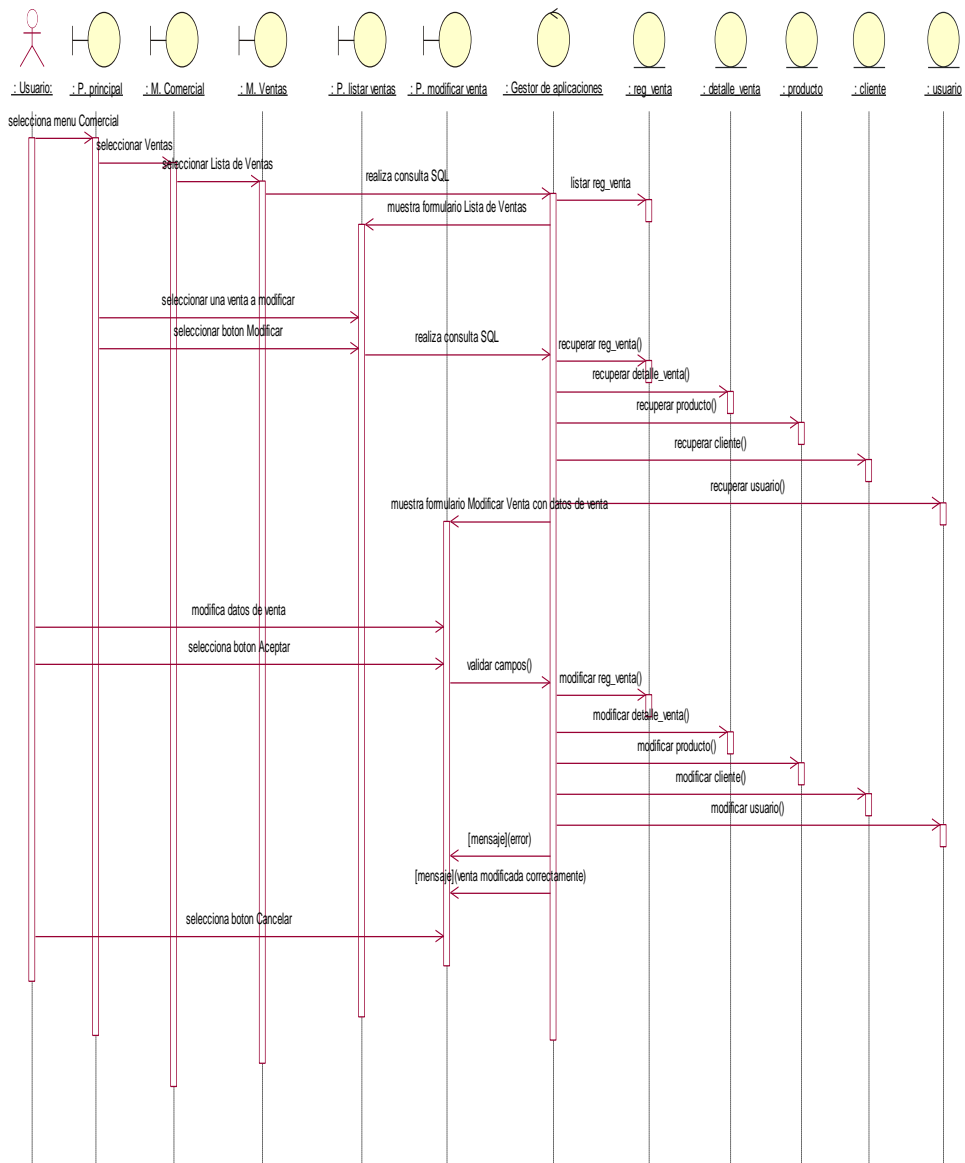 : Usuario:
: P. principal
: M. Comercial
: M. Ventas
: P. listar ventas
: P. modificar venta
: Gestor de aplicaciones
: reg_venta
: detalle_venta
: producto
: cliente
: usuario
selecciona menu Comercial
seleccionar Ventas
seleccionar Lista de Ventas
realiza consulta SQL
listar reg_venta
muestra formulario Lista de Ventas
seleccionar una venta a modificar
seleccionar boton Modificar
realiza consulta SQL
recuperar reg_venta()
recuperar detalle_venta()
recuperar producto()
recuperar cliente()
recuperar usuario()
muestra formulario Modificar Venta con datos de venta
modifica datos de venta
selecciona boton Aceptar
validar campos()
modificar reg_venta()
modificar detalle_venta()
modificar producto()
modificar cliente()
modificar usuario()
[mensaje](error)
[mensaje](venta modificada correctamente)
selecciona boton Cancelar